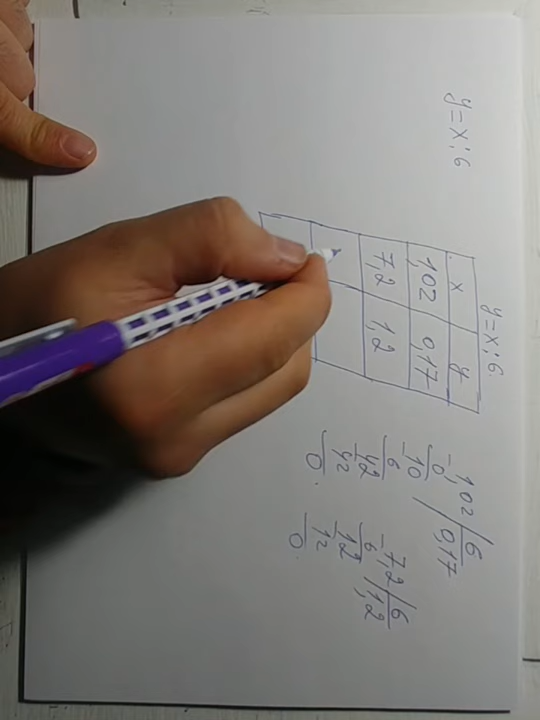 y = x : 6
y = x : 6
x y
1,02 0,17
7,2 1,2
- 1,02 / 6
0 0,17
- 10
6
42
42
0
- 7,2 / 6
6 1,2
12
12
0